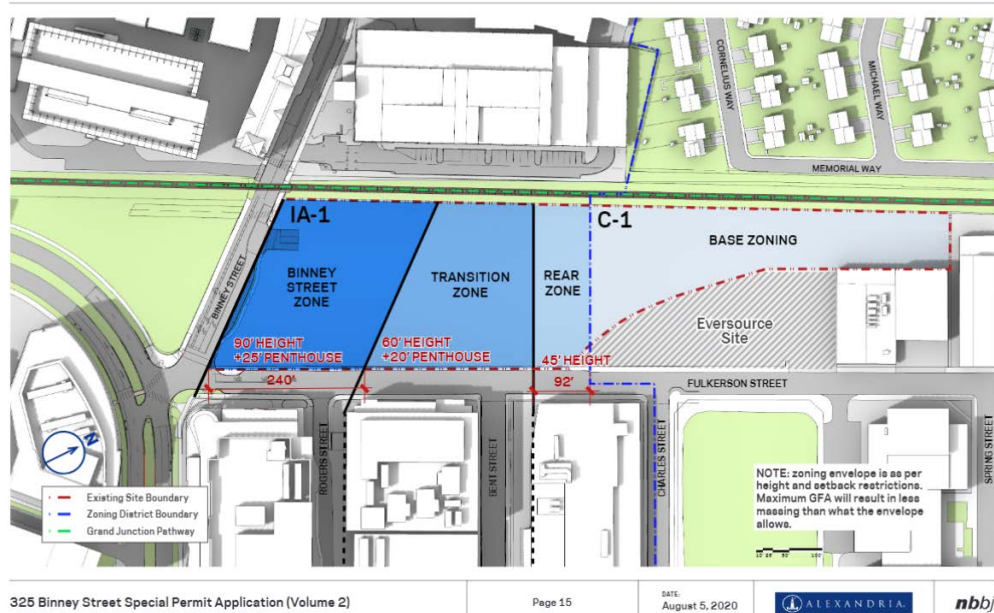 CORNELIUS WAY
MICHAEL WAY
MEMORIAL WAY
IA-1
C-1
BASE ZONING
BINNEY STREET
BINNEY
STREET
ZONE
TRANSITION
ZONE
REAR
ZONE
Eversource
Site
90' HEIGHT
+25' PENTHOUSE
60' HEIGHT
+20' PENTHOUSE
45' HEIGHT
240'
92'
FULKERSON STREET
ROGERS STREET
BENT STREET
CHARLES STREET
SPRING STREET
N
NOTE: zoning envelope is as per
height and setback restrictions.
Maximum GFA will result in less
massing than what the envelope
allows.
Existing Site Boundary
Zoning District Boundary
Grand Junction Pathway
325 Binney Street Special Permit Application (Volume 2)
Page 15
DATE:
August 5, 2020
ALEXANDRIA.
nbbj